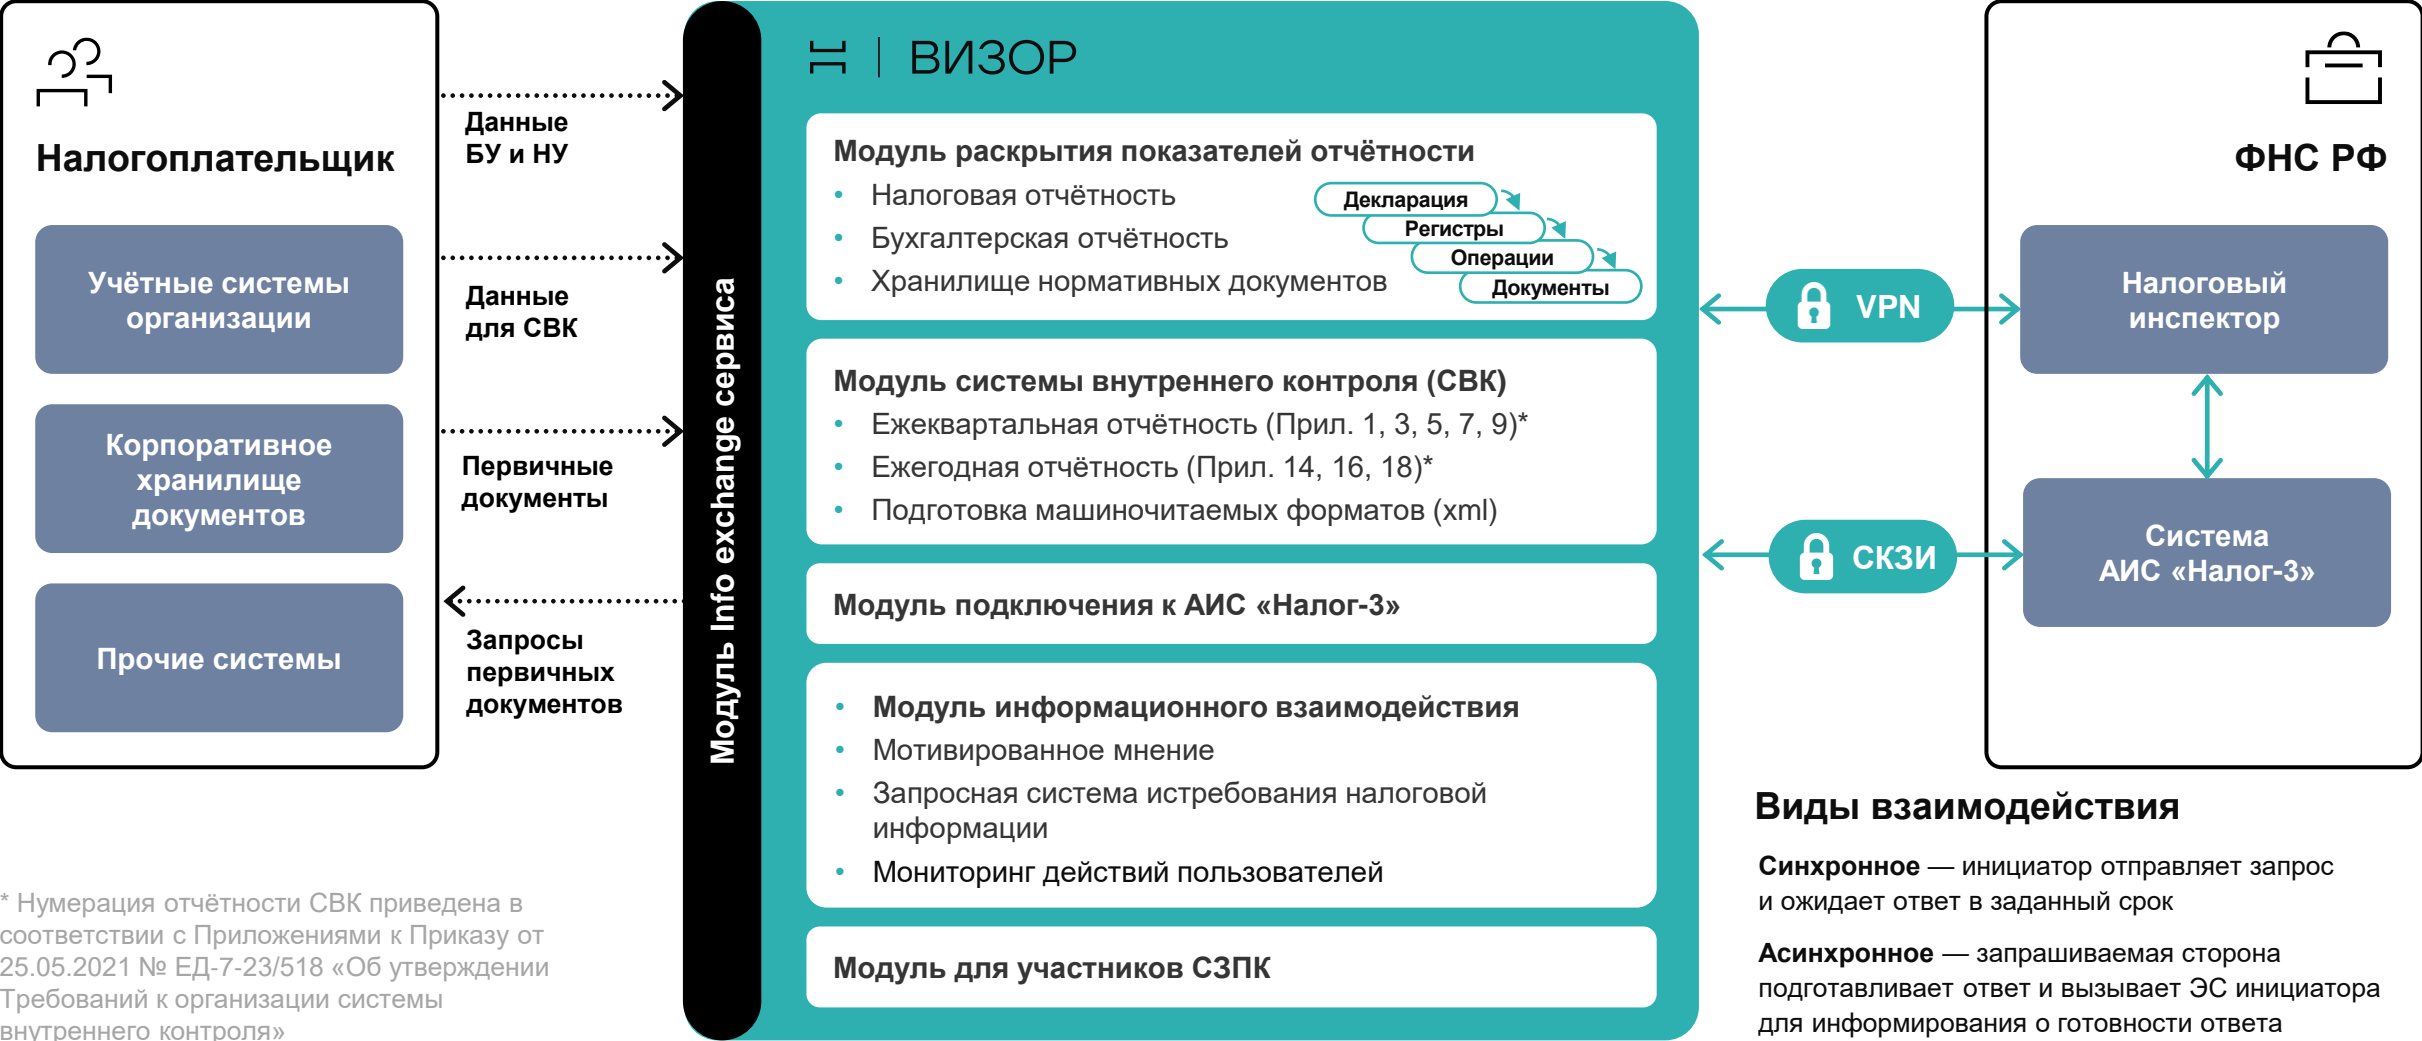 Налогоплательщик
Учётные системы
организации
Корпоративное
хранилище
документов
Прочие системы
Данные
БУ и НУ
Данные
для СВК
Первичные
документы
Запросы
первичных
документов
Модуль Info exchange сервиса
ВИЗОР
Модуль раскрытия показателей отчётности
• Налоговая отчётность
• Бухгалтерская отчётность
• Хранилище нормативных документов
Декларация
Регистры
Операции
Документы
Модуль системы внутреннего контроля (СВК)
• Ежеквартальная отчётность (Прил. 1, 3, 5, 7, 9)*
• Ежегодная отчётность (Прил. 14, 16, 18)*
• Подготовка машиночитаемых форматов (xml)
Модуль подключения к АИС «Налог-3»
• Модуль информационного взаимодействия
• Мотивированное мнение
• Запросная система истребования налоговой
информации
• Мониторинг действий пользователей
Модуль для участников СЗПК
VPN
СКЗИ
ФНС РФ
Налоговый
инспектор
Система
АИС «Налог-3»
Виды взаимодействия
Синхронное — инициатор отправляет запрос
и ожидает ответ в заданный срок
Асинхронное — запрашиваемая сторона
подготавливает ответ и вызывает ЭС инициатора
для информирования о готовности ответа
* Нумерация отчётности СВК приведена в
соответствии с Приложениями к Приказу от
25.05.2021 № ЕД-7-23/518 «Об утверждении
Требований к организации системы
внутреннего контроля»